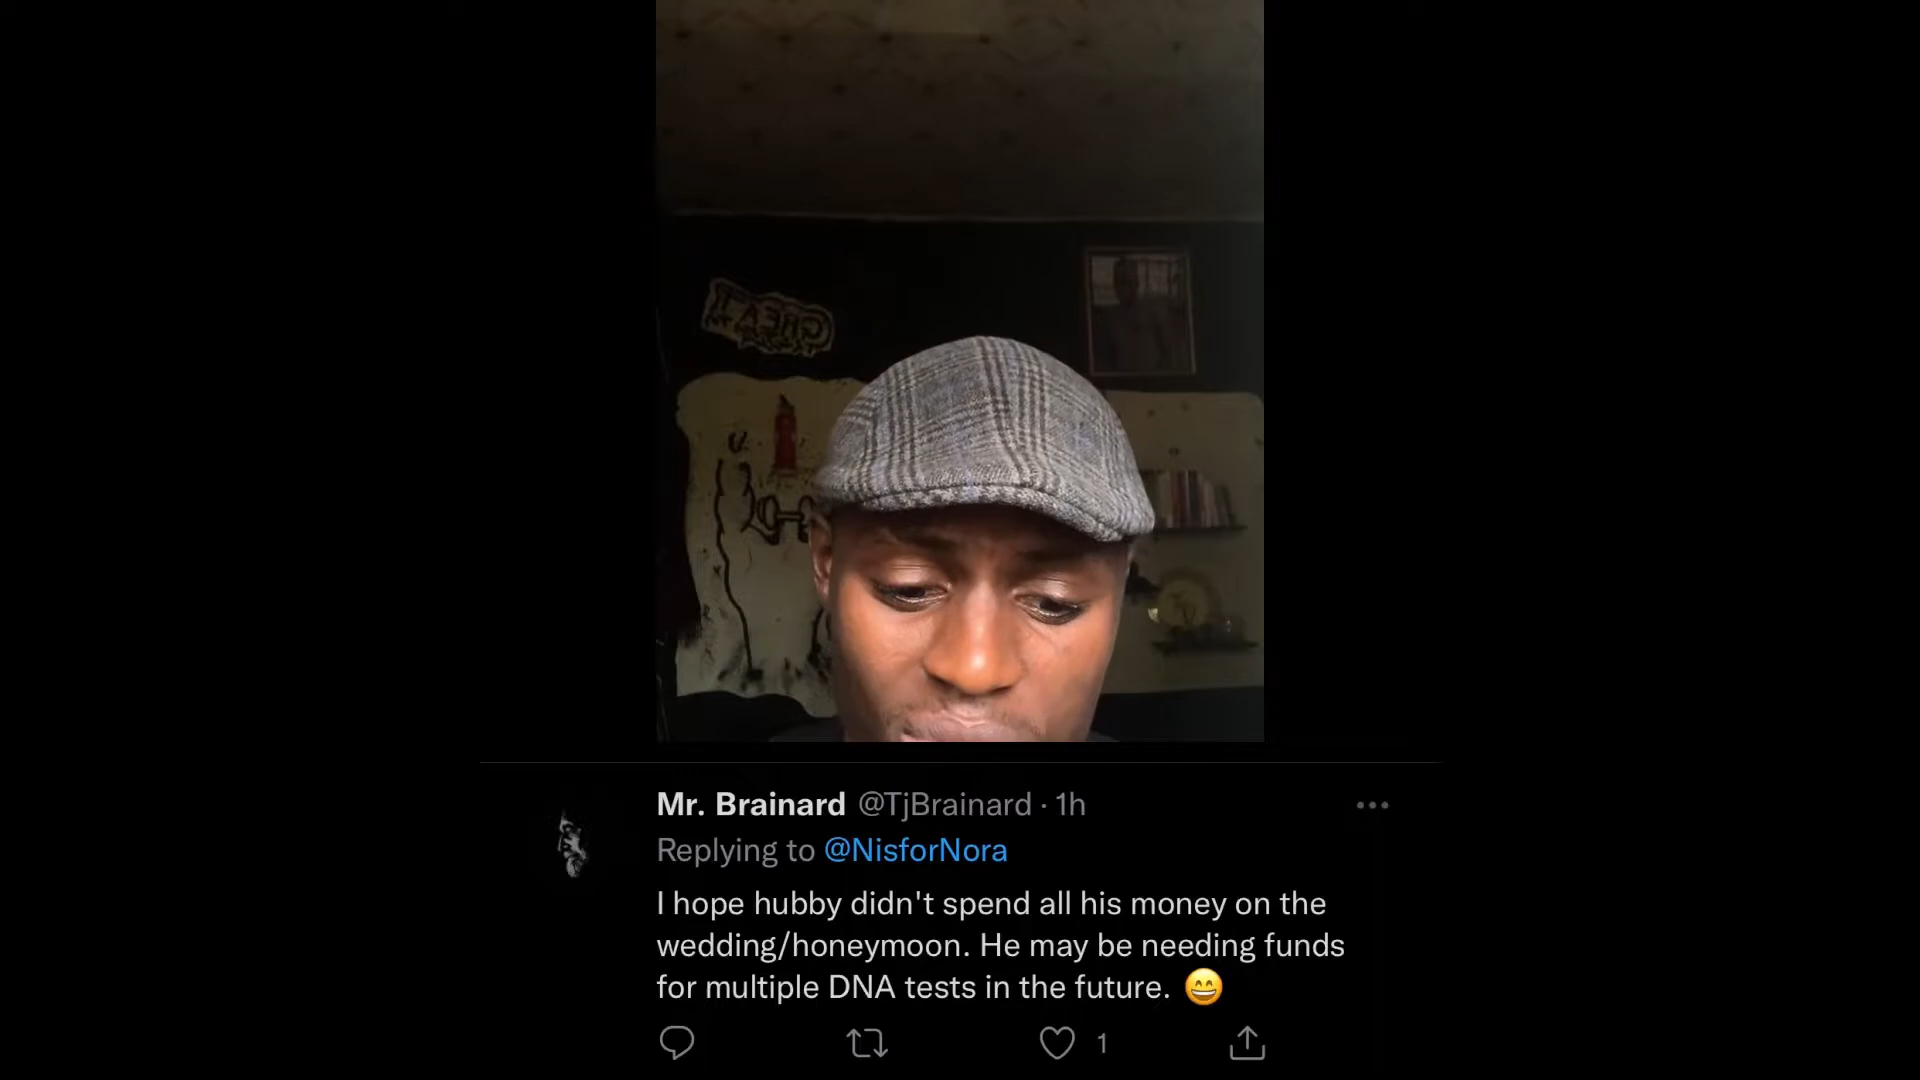 GREAT
Mr. Brainard @TjBrainard · 1h
Replying to @NisforNora
I hope hubby didn't spend all his money on the
wedding/honeymoon. He may be needing funds
for multiple DNA tests in the future. 😄
1